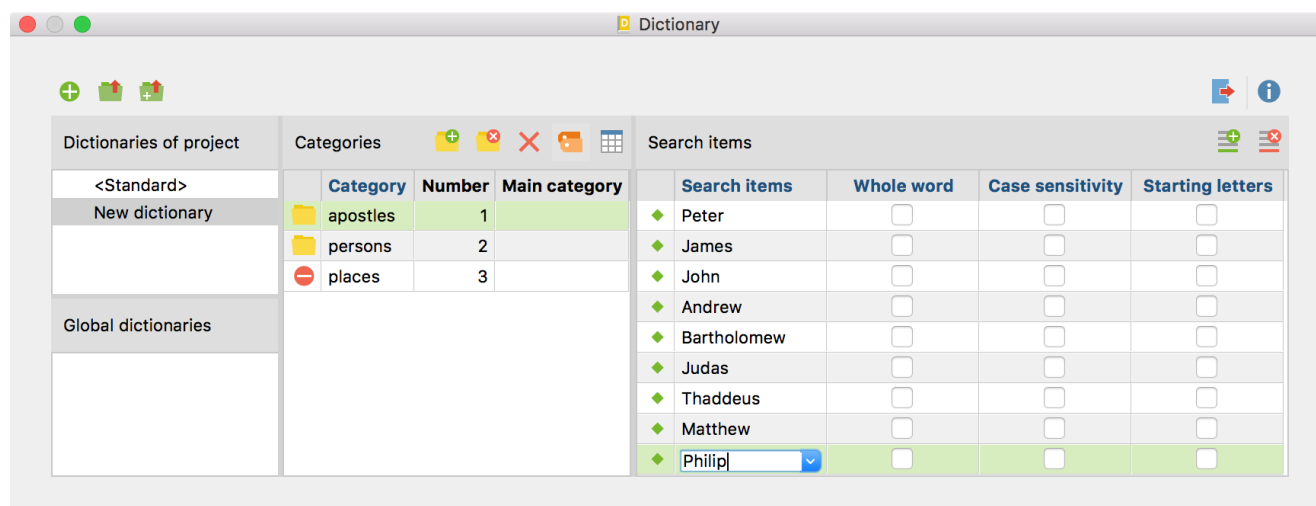 Dictionary
Dictionaries of project
Categories
Search items
<Standard>
New dictionary
Global dictionaries
Category Number Main category
apostles 1
persons 2
places 3
Search items Whole word Case sensitivity Starting letters
Peter
James
John
Andrew
Bartholomew
Judas
Thaddeus
Matthew
Philip